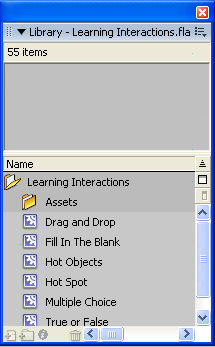 Library - Learning Interactions.fla
55 items
Name
Learning Interactions
Assets
Drag and Drop
Fill In The Blank
Hot Objects
Hot Spot
Multiple Choice
True or False